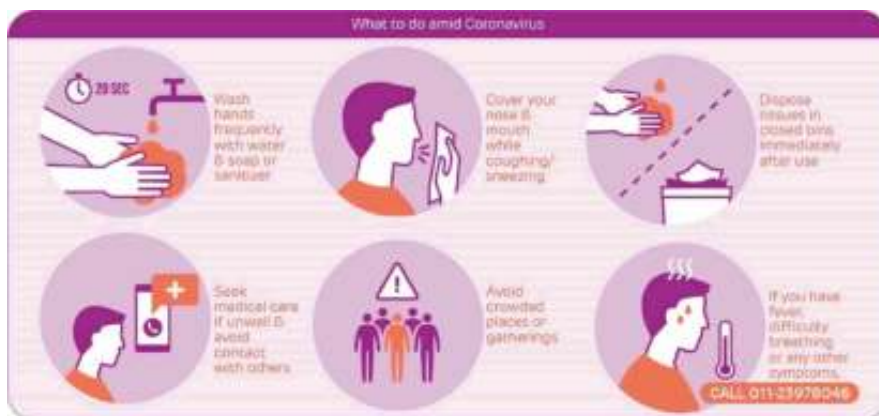 What to do amid Coronavirus
20 SEC
Wash
hands
frequently
with water
& soap or
sanitizer
Cover your
nose &
mouth
while
coughing/
sneezing
Dispose
tissues in
closed bins
immediately
after use
Seek
medical care
if unwell &
avoid
contact
with others
Avoid
crowded
places or
gatherings
If you have
fever,
difficulty
breathing
or any other
symptoms,
CALL 011-23978046